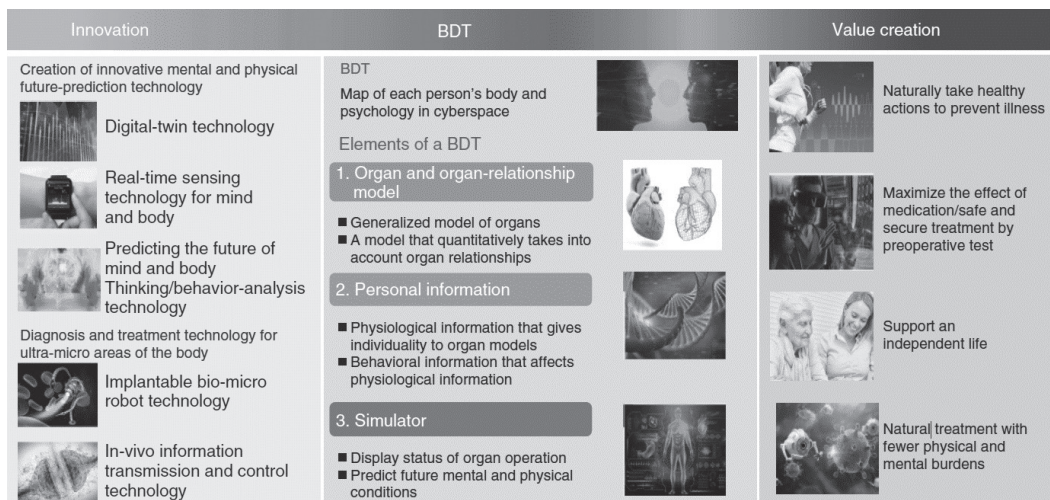 Innovation
BDT
Value creation
Creation of innovative mental and physical
future-prediction technology
Digital-twin technology
Real-time sensing
technology for mind
and body
Predicting the future of
mind and body
Thinking/behavior-analysis
technology
Diagnosis and treatment technology for
ultra-micro areas of the body
Implantable bio-micro
robot technology
In-vivo information
transmission and control
technology
BDT
Map of each person's body and
psychology in cyberspace
Elements of a BDT
1. Organ and organ-relationship
model
■ Generalized model of organs
■ A model that quantitatively takes into
account organ relationships
2. Personal information
■ Physiological information that gives
individuality to organ models
■ Behavioral information that affects
physiological information
3. Simulator
■ Display status of organ operation
■ Predict future mental and physical
conditions
Naturally take healthy
actions to prevent illness
Maximize the effect of
medication/safe and
secure treatment by
preoperative test
Support an
independent life
Natural treatment with
fewer physical and
mental burdens